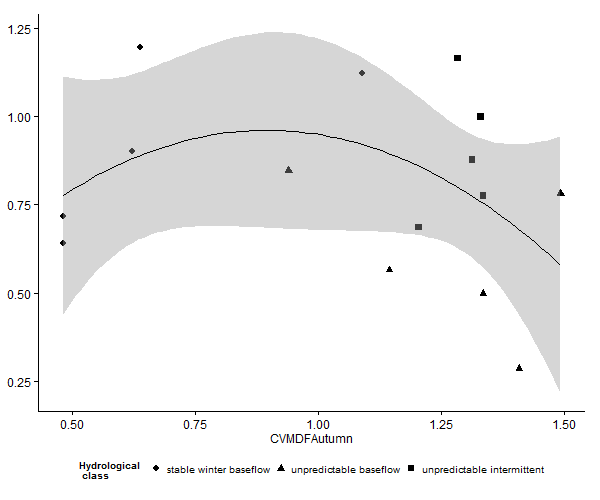 1.25
1.00
0.75
0.50
0.25
0.50 0.75 1.00 1.25 1.50
CVMDFAutumn
Hydrological
class
stable winter baseflow unpredictable baseflow unpredictable intermittent